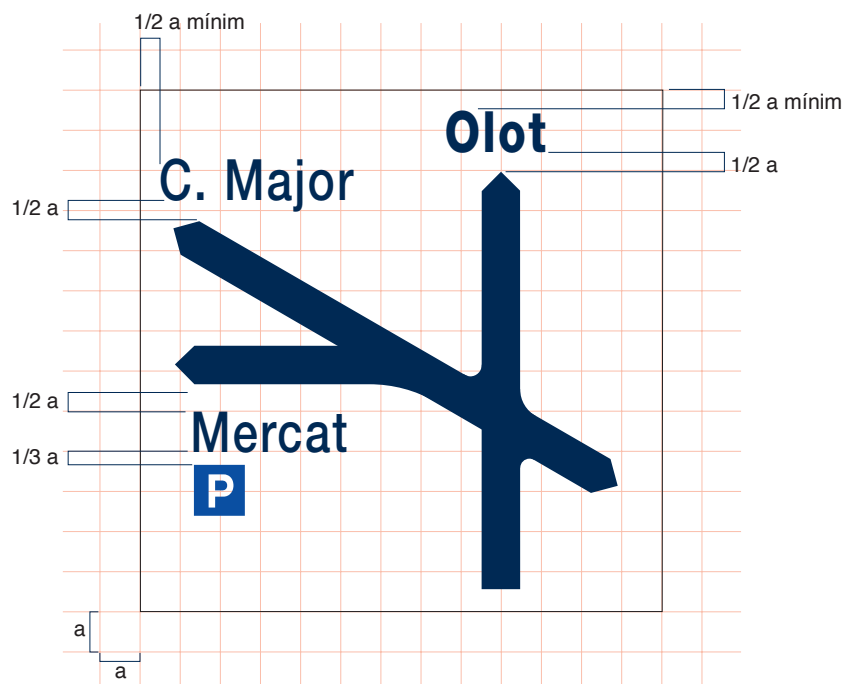 1/2 a mínim
1/2 a mínim
Olot
1/2 a
C. Major
1/2 a
1/2 a
Mercat
1/3 a
P
a
a